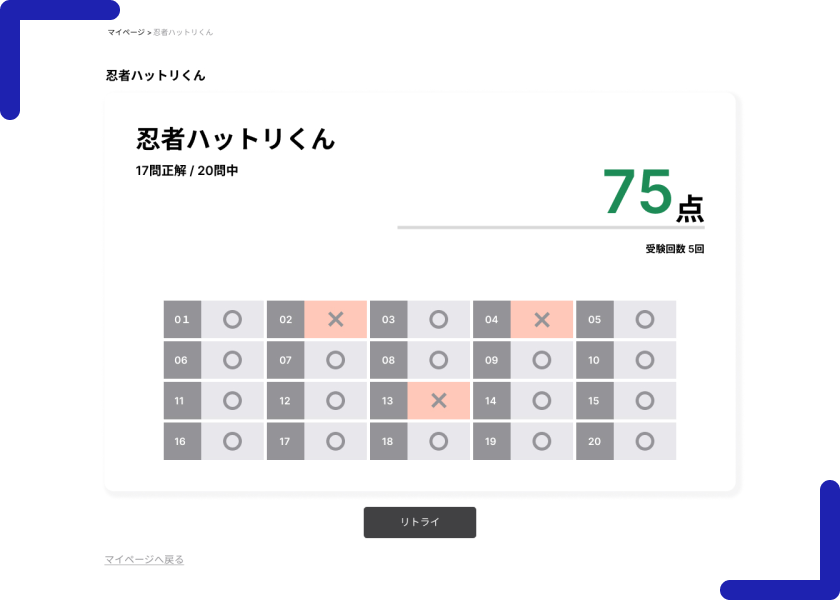 マイページ > 忍者ハットリくん
忍者ハットリくん
忍者ハットリくん
17問正解 / 20問中
75点
受験回数 5回
01 ○ 02 × 03 ○ 04 × 05 ○
06 ○ 07 ○ 08 ○ 09 ○ 10 ○
11 ○ 12 ○ 13 × 14 ○ 15 ○
16 ○ 17 ○ 18 ○ 19 ○ 20 ○
リトライ
マイページへ戻る